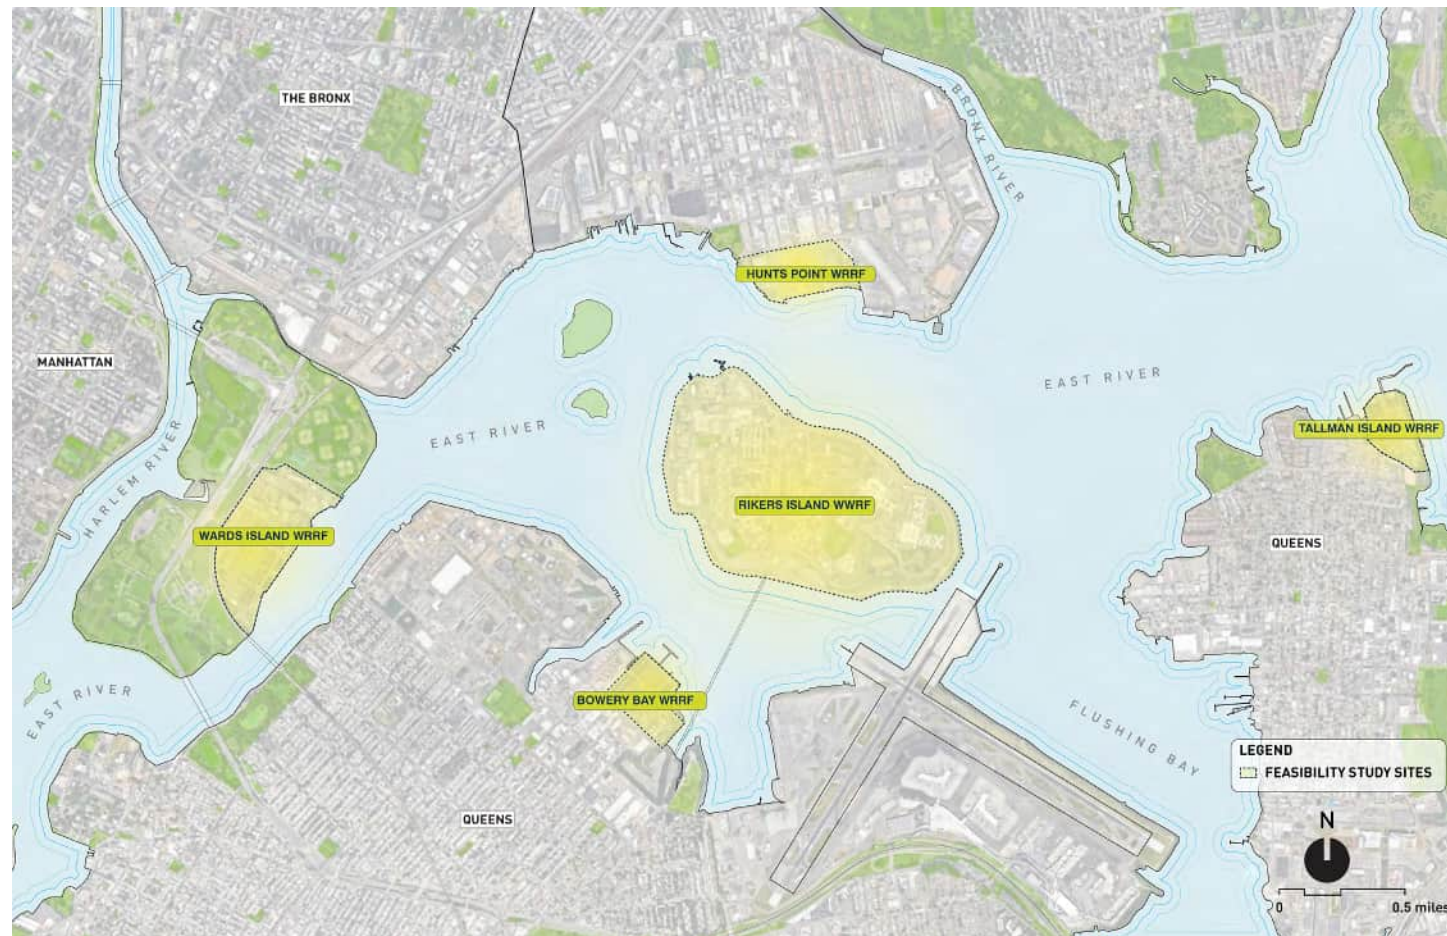 THE BRONX
BRONX RIVER
HUNTS POINT WRRF
MANHATTAN
EAST RIVER
EAST RIVER
TALLMAN ISLAND WRRF
HARLEM RIVER
RIKERS ISLAND WWRF
WARDS ISLAND WRRF
QUEENS
EAST RIVER
BOWERY BAY WRRF
FLUSHING BAY
QUEENS
LEGEND
FEASIBILITY STUDY SITES
N
0 0.5 miles